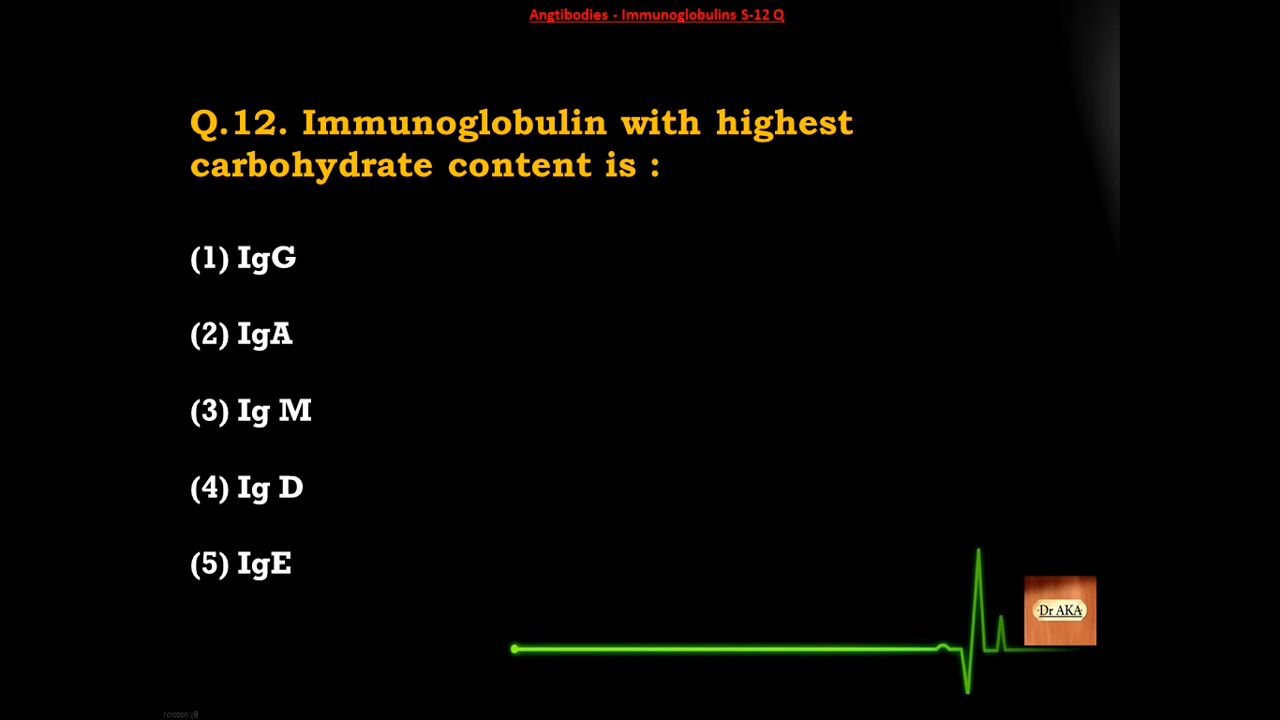 Angtibodies - Immunoglobulins S-12 Q
Q.12. Immunoglobulin with highest
carbohydrate content is :
(1) IgG
(2) IgA
(3) Ig M
(4) Ig D
(5) IgE
Dr AKA